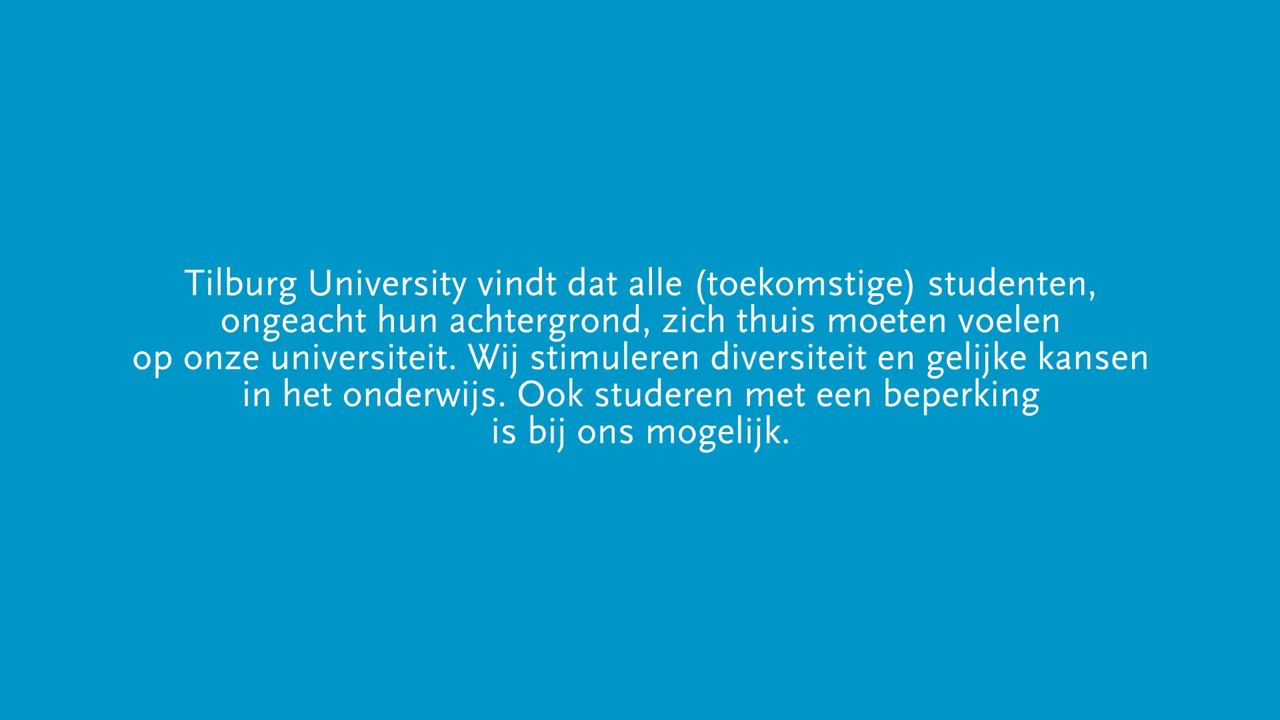 Tilburg University vindt dat alle (toekomstige) studenten,
ongeacht hun achtergrond, zich thuis moeten voelen
op onze universiteit. Wij stimuleren diversiteit en gelijke kansen
in het onderwijs. Ook studeren met een beperking
is bij ons mogelijk.